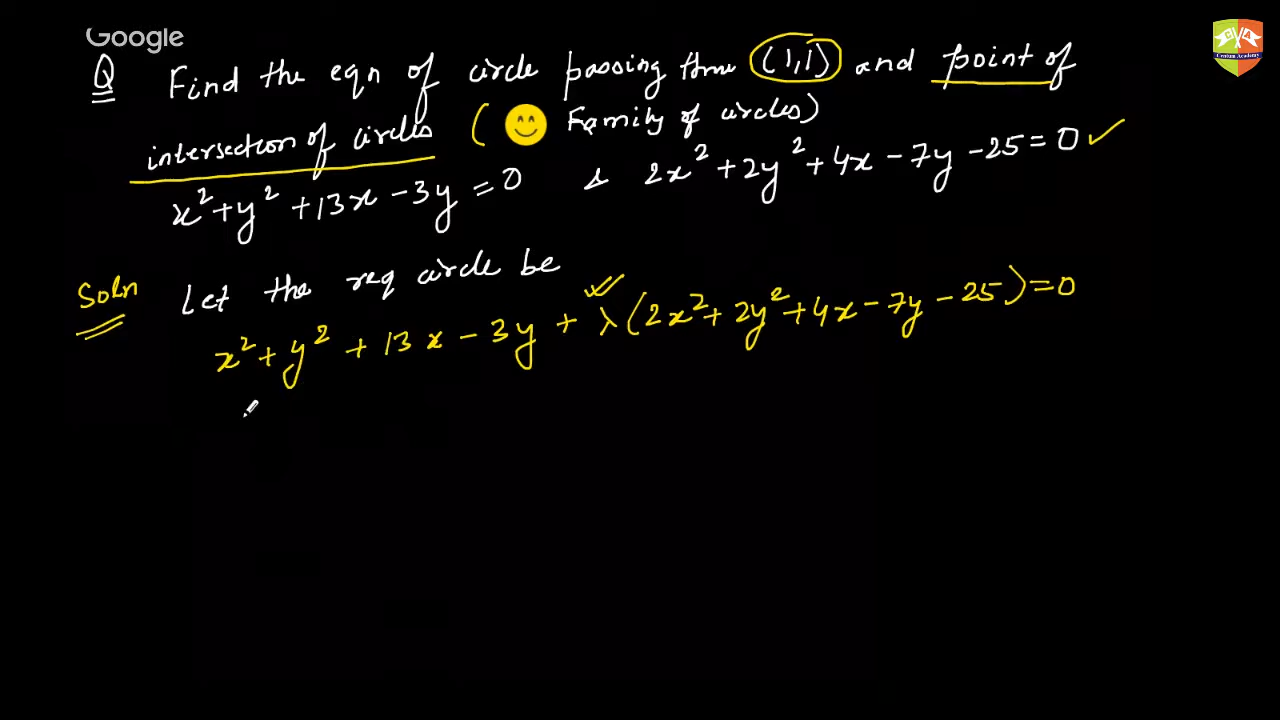 Google
Q Find the eqn of circle passing thru (1,1) and point of
intersection of circles ( 😊 Family of circles)
x² + y² + 13x - 3y = 0 & 2x² + 2y² + 4x - 7y - 25 = 0 ✓
Soln Let the req circle be
x² + y² + 13x - 3y + λ(2x² + 2y² + 4x - 7y - 25) = 0